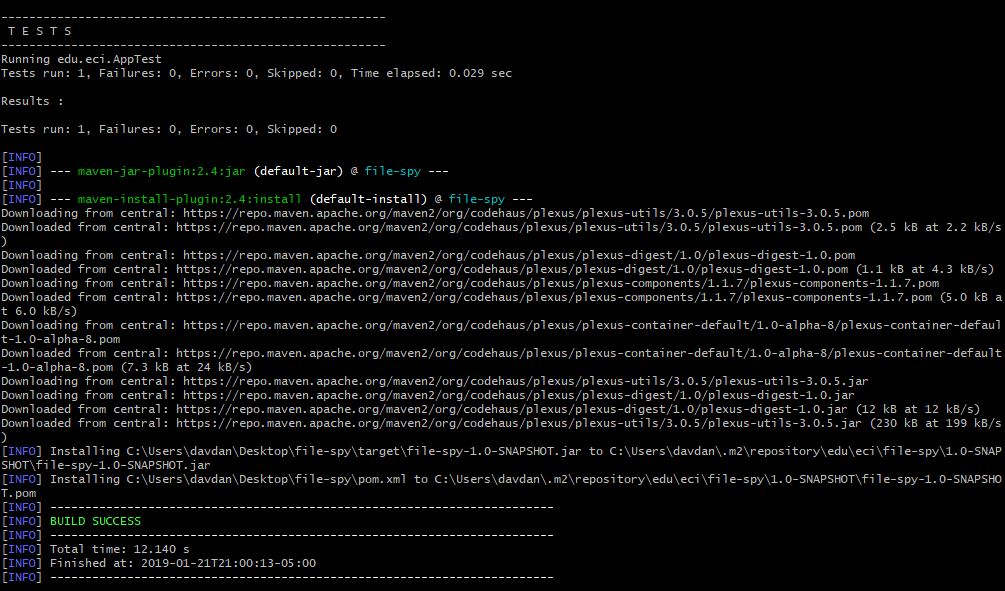 -------------------------------------------------------
 T E S T S
-------------------------------------------------------
Running edu.eci.AppTest
Tests run: 1, Failures: 0, Errors: 0, Skipped: 0, Time elapsed: 0.029 sec
Results :
Tests run: 1, Failures: 0, Errors: 0, Skipped: 0
[INFO]
[INFO] --- maven-jar-plugin:2.4:jar (default-jar) @ file-spy ---
[INFO]
[INFO] --- maven-install-plugin:2.4:install (default-install) @ file-spy ---
Downloading from central: https://repo.maven.apache.org/maven2/org/codehaus/plexus/plexus-utils/3.0.5/plexus-utils-3.0.5.pom
Downloaded from central: https://repo.maven.apache.org/maven2/org/codehaus/plexus/plexus-utils/3.0.5/plexus-utils-3.0.5.pom (2.5 kB at 2.2 kB/s
)
Downloading from central: https://repo.maven.apache.org/maven2/org/codehaus/plexus/plexus-digest/1.0/plexus-digest-1.0.pom
Downloaded from central: https://repo.maven.apache.org/maven2/org/codehaus/plexus/plexus-digest/1.0/plexus-digest-1.0.pom (1.1 kB at 4.3 kB/s)
Downloading from central: https://repo.maven.apache.org/maven2/org/codehaus/plexus/plexus-components/1.1.7/plexus-components-1.1.7.pom
Downloaded from central: https://repo.maven.apache.org/maven2/org/codehaus/plexus/plexus-components/1.1.7/plexus-components-1.1.7.pom (5.0 kB a
t 6.0 kB/s)
Downloading from central: https://repo.maven.apache.org/maven2/org/codehaus/plexus/plexus-container-default/1.0-alpha-8/plexus-container-defaul
t-1.0-alpha-8.pom
Downloaded from central: https://repo.maven.apache.org/maven2/org/codehaus/plexus/plexus-container-default/1.0-alpha-8/plexus-container-default
-1.0-alpha-8.pom (7.3 kB at 24 kB/s)
Downloading from central: https://repo.maven.apache.org/maven2/org/codehaus/plexus/plexus-utils/3.0.5/plexus-utils-3.0.5.jar
Downloading from central: https://repo.maven.apache.org/maven2/org/codehaus/plexus/plexus-digest/1.0/plexus-digest-1.0.jar
Downloaded from central: https://repo.maven.apache.org/maven2/org/codehaus/plexus/plexus-digest/1.0/plexus-digest-1.0.jar (12 kB at 12 kB/s)
Downloaded from central: https://repo.maven.apache.org/maven2/org/codehaus/plexus/plexus-utils/3.0.5/plexus-utils-3.0.5.jar (230 kB at 199 kB/s
)
[INFO] Installing C:\Users\davdan\Desktop\file-spy\target\file-spy-1.0-SNAPSHOT.jar to C:\Users\davdan\.m2\repository\edu\eci\file-spy\1.0-SNAP
SHOT\file-spy-1.0-SNAPSHOT.jar
[INFO] Installing C:\Users\davdan\Desktop\file-spy\pom.xml to C:\Users\davdan\.m2\repository\edu\eci\file-spy\1.0-SNAPSHOT\file-spy-1.0-SNAPSHO
T.pom
[INFO] ------------------------------------------------------------------------
[INFO] BUILD SUCCESS
[INFO] ------------------------------------------------------------------------
[INFO] Total time: 12.140 s
[INFO] Finished at: 2019-01-21T21:00:13-05:00
[INFO] ------------------------------------------------------------------------